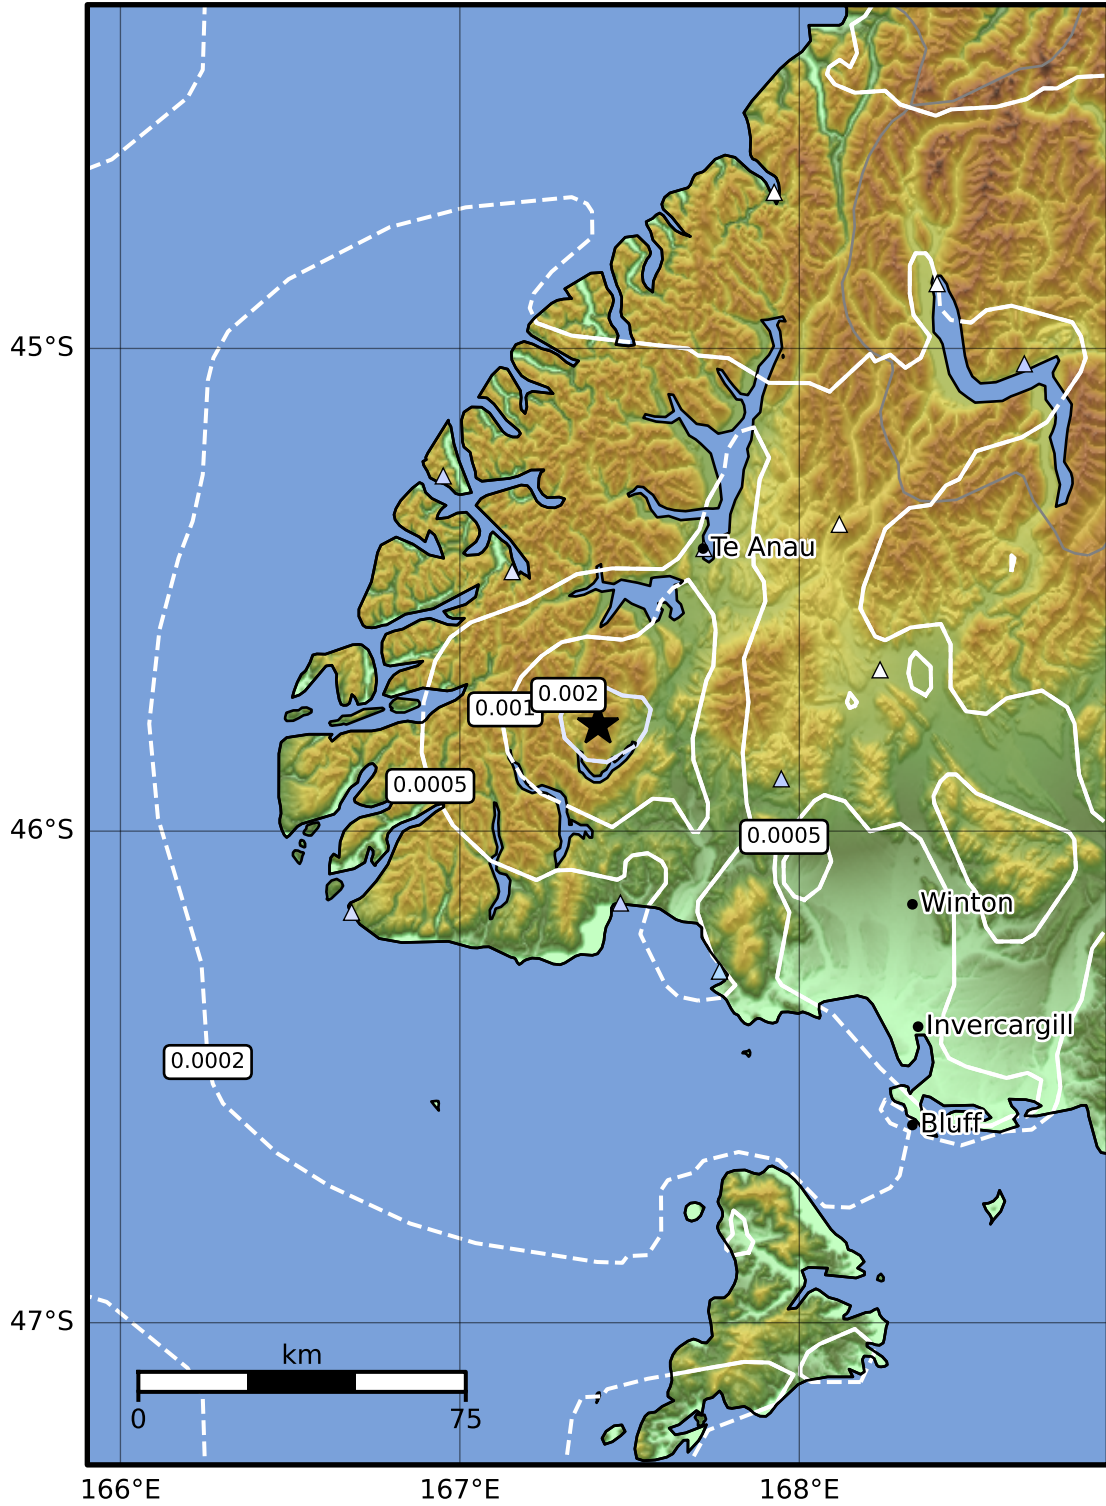 45°S
Te Anau
0.002
0.001
0.0005
46°S
0.0005
Winton
Invercargill
0.0002
Bluff
47°S
km
0 75
166°E 167°E 168°E